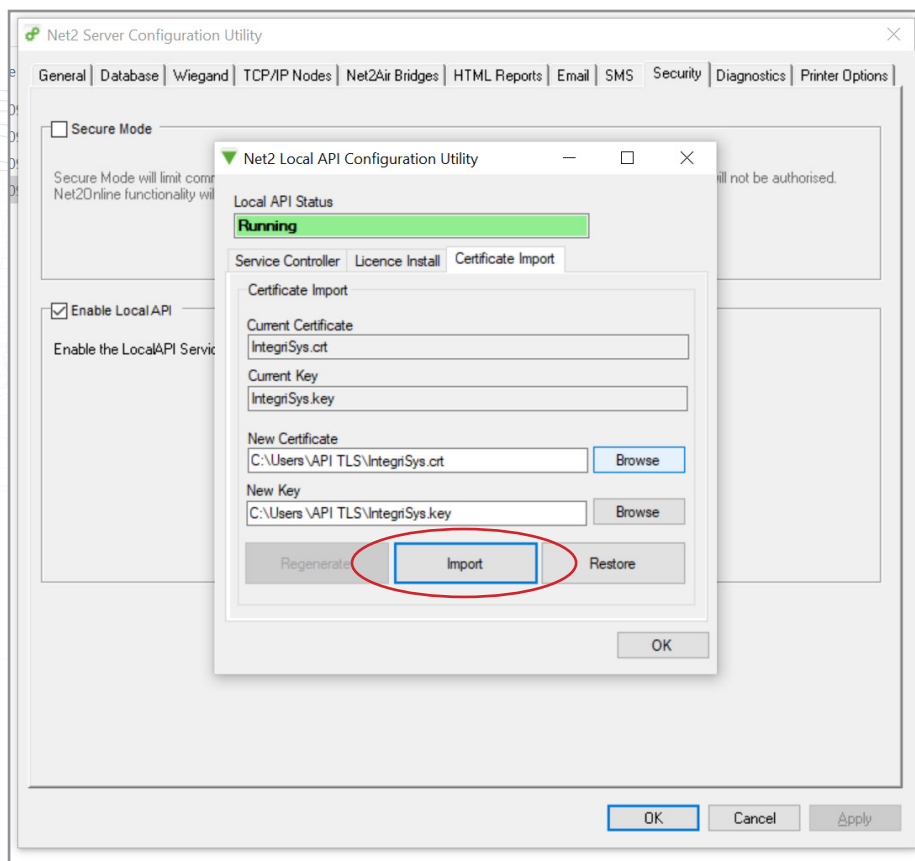 Net2 Server Configuration Utility
General Database Wiegand TCP/IP Nodes Net2Air Bridges HTML Reports Email SMS Security Diagnostics Printer Options
Secure Mode
Secure Mode will limit
will not be authorised.
Net2Online functionality
Net2 Local API Configuration Utility
Local API Status
Running
Service Controller Licence Install Certificate Import
Certificate Import
Current Certificate
IntegriSys.crt
Current Key
IntegriSys.key
New Certificate
C:\Users\API TLS\IntegriSys.crt Browse
New Key
C:\Users \API TLS\IntegriSys.key Browse
Regenerate Import Restore
OK
Enable Local API
Enable the LocalAPI
OK Cancel Apply